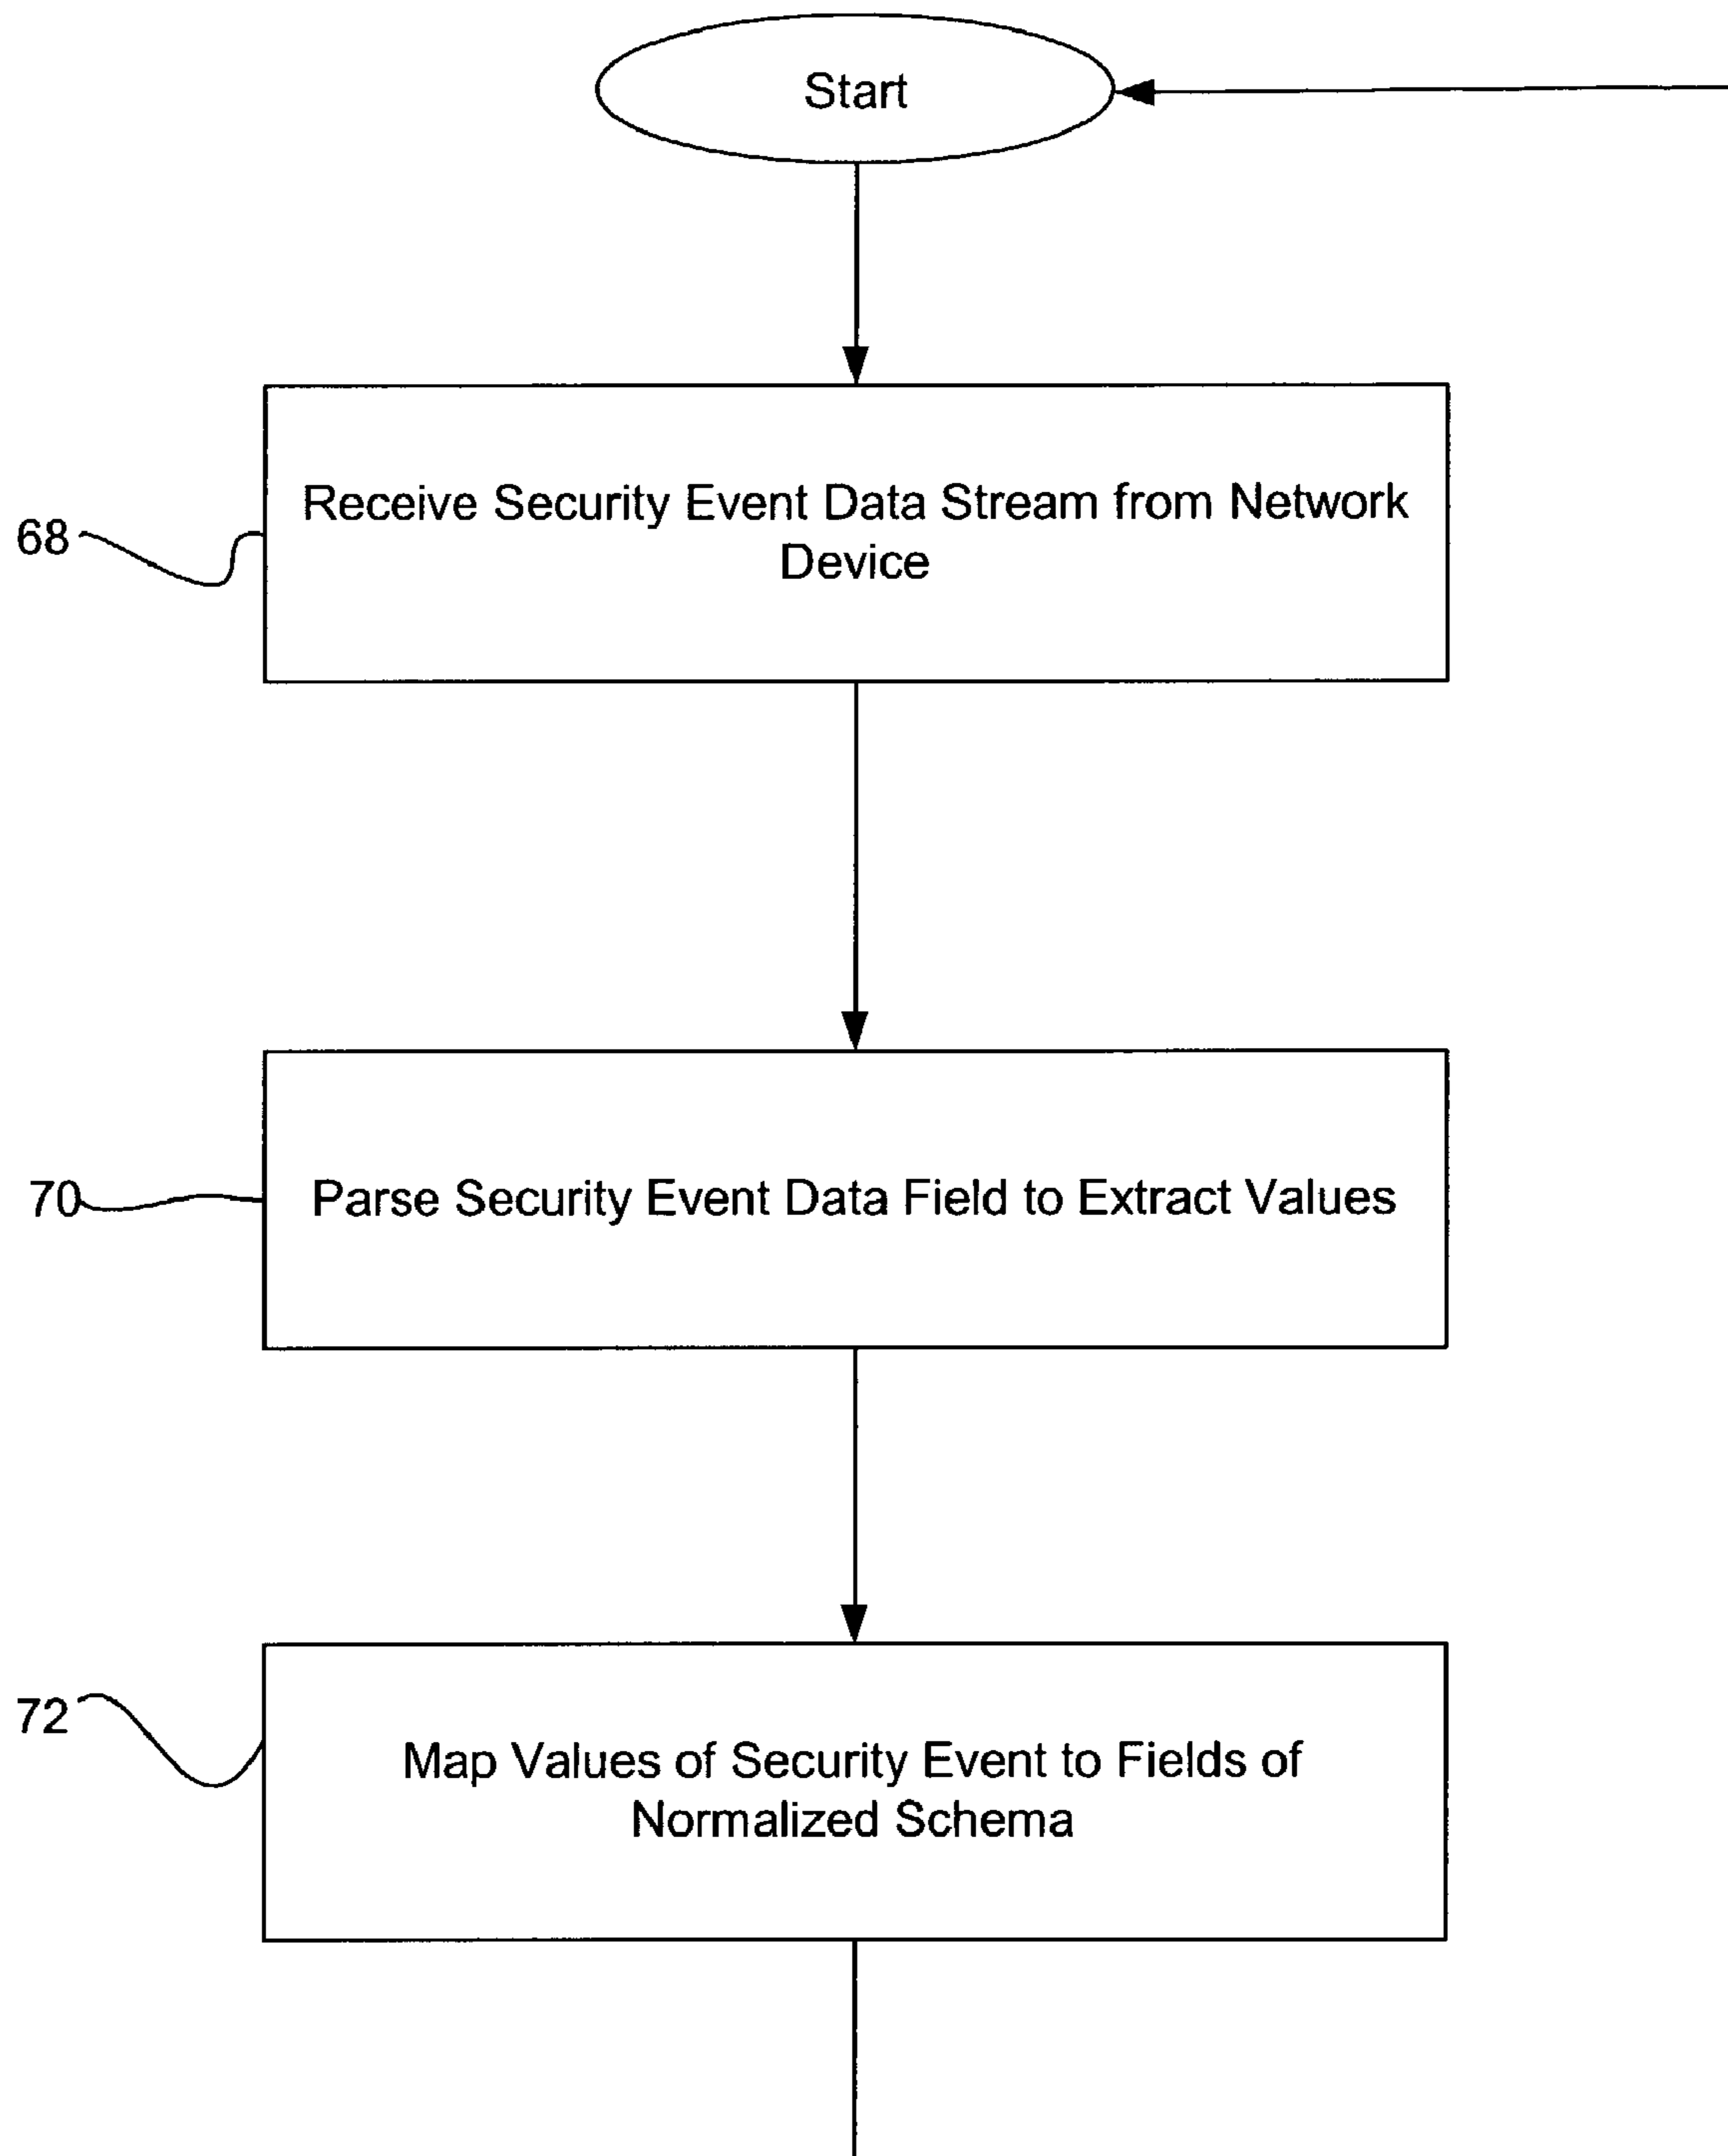 Start
68
Receive Security Event Data Stream from Network
Device
70
Parse Security Event Data Field to Extract Values
72
Map Values of Security Event to Fields of
Normalized Schema